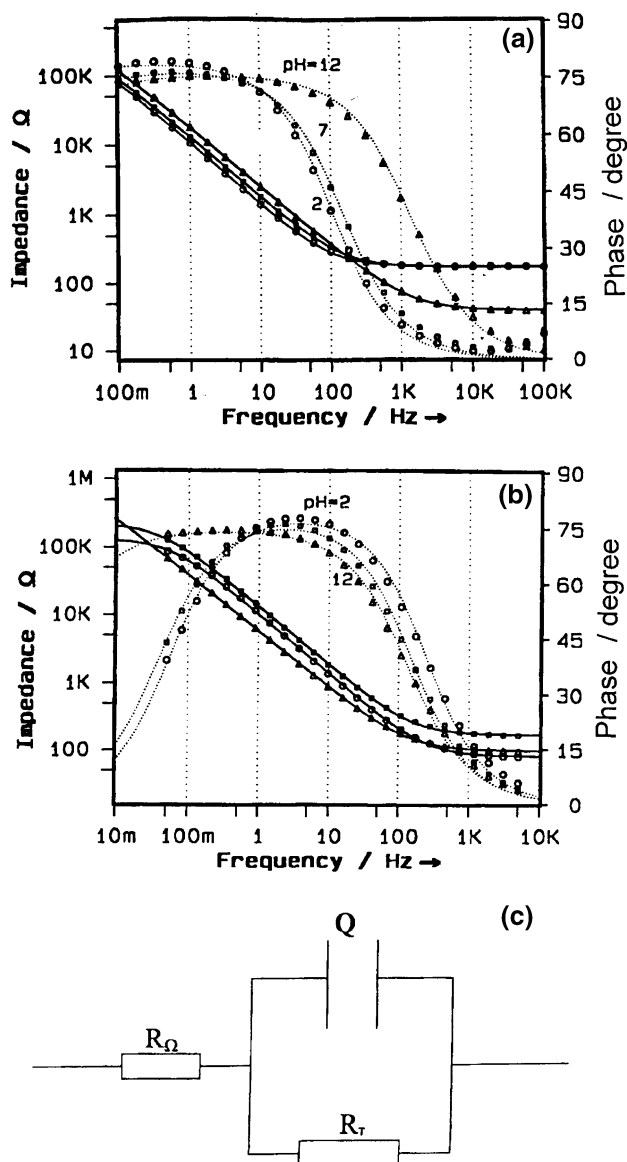 (a)
90
75
60
45
30
15
0
Phase / degree
100K
10K
1K
100
10
Impedance / Ω
pH=12
7
2
100m 1 10 100 1K 10K 100K
Frequency / Hz →
(b)
90
75
60
45
30
15
0
Phase / degree
1M
100K
10K
1K
100
Impedance / Ω
pH=2
12
10m 100m 1 10 100 1K 10K
Frequency / Hz →
(c)
Q
RΩ
RT